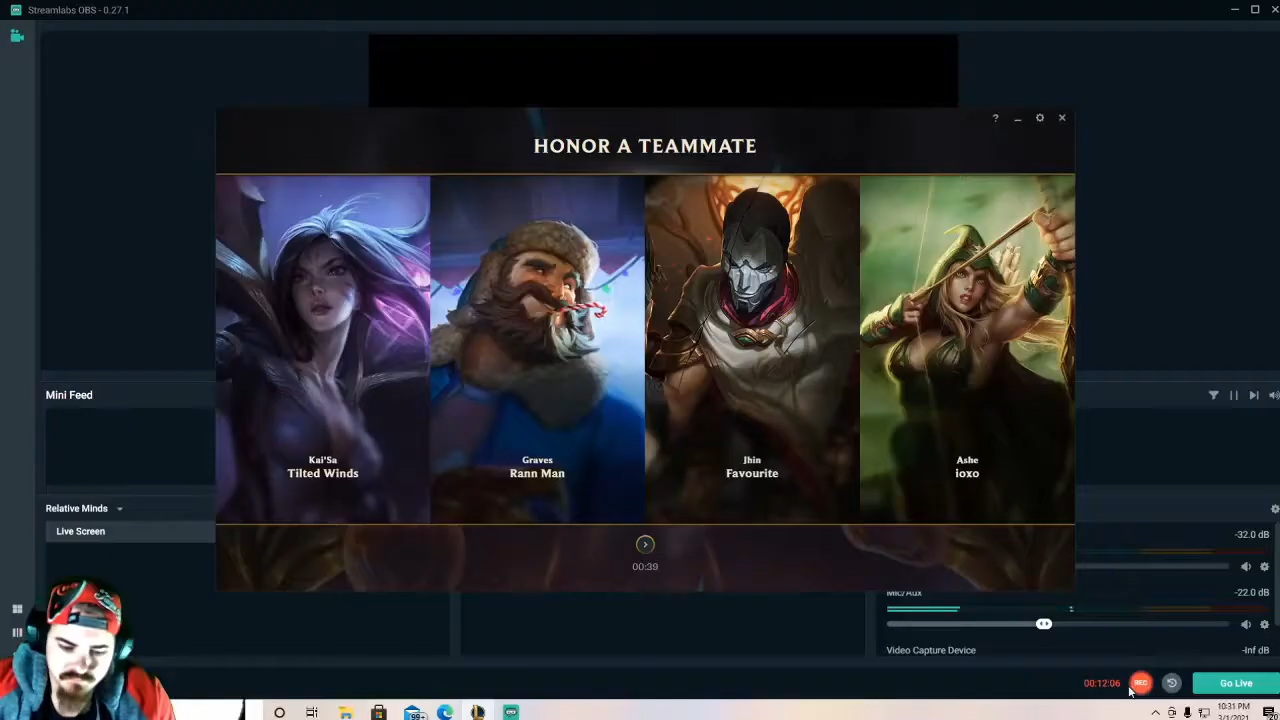 Streamlabs OBS - 0.27.1
HONOR A TEAMMATE
Kai'Sa
Tilted Winds
Graves
Rann Man
Jhin
Favourite
Ashe
ioxo
00:39
Mini Feed
Relative Minds
Live Screen
-32.0 dB
Mic/Aux
-22.0 dB
Video Capture Device
-Inf dB
00:12:06
REC
Go Live
99+
10:31 PM
3/1/2021